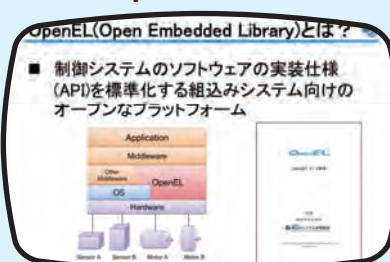 OpenEL(Open Embedded Library)とは？
■ 制御システムのソフトウェアの実装仕様
(API)を標準化する組込みシステム向けの
オープンなプラットフォーム
Application
Middleware
Other
Middleware
OpenEL
OS
Hardware
Sensor A Sensor B Motor A Motor B
OpenEL